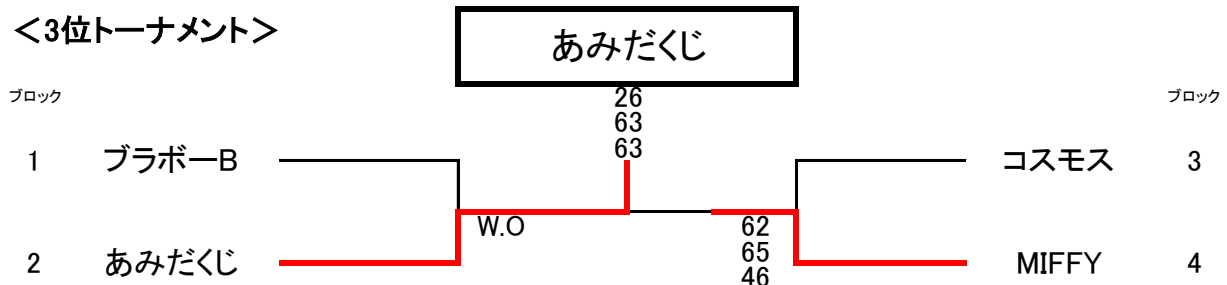 ＜3位トーナメント＞
あみだくじ
ブロック
ブロック
26
63
63
1 ブラボーB
コスモス 3
W.O
62
65
46
2 あみだくじ
MIFFY 4